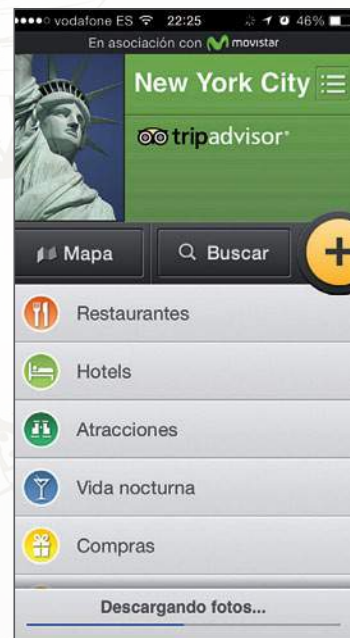 vodafone ES 22:25 46%
En asociación con movistar
New York City
tripadvisor®
Mapa
Buscar
+
Restaurantes
Hotels
Atracciones
Vida nocturna
Compras
Descargando fotos...